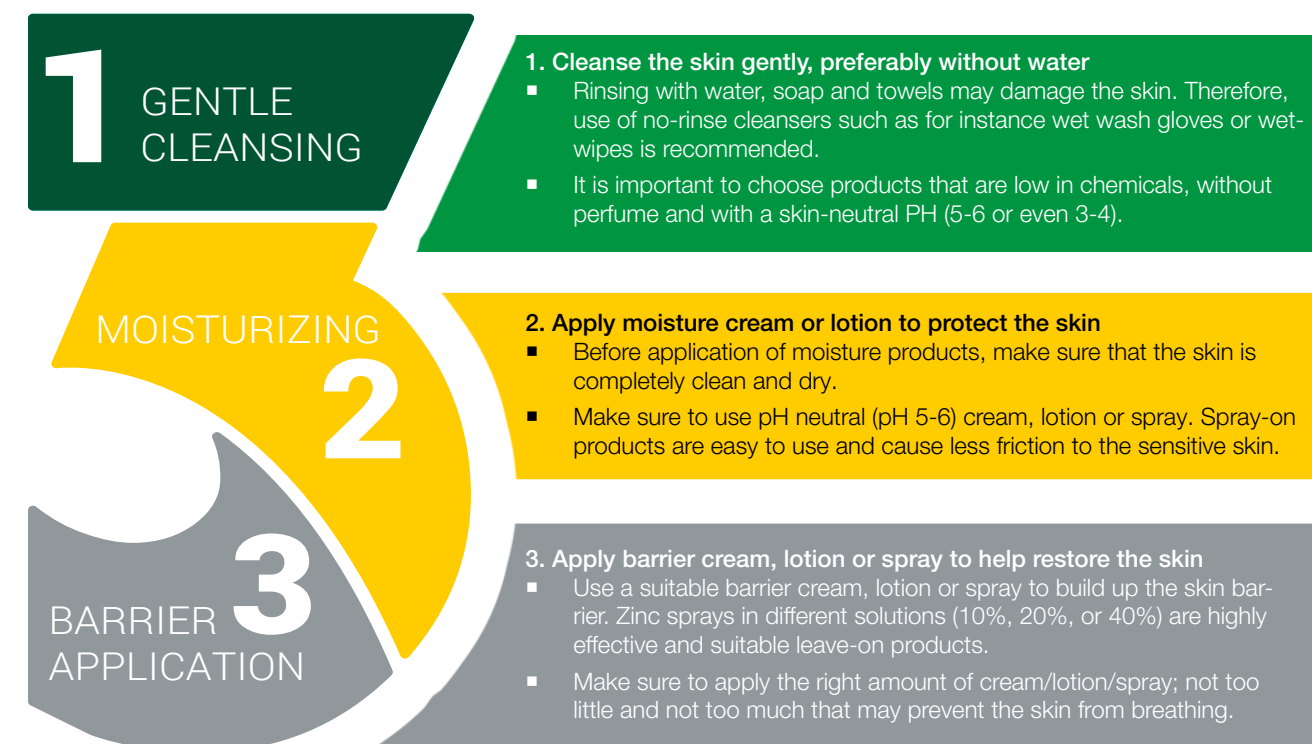 1 GENTLE
CLEANSING
1. Cleanse the skin gently, preferably without water
■ Rinsing with water, soap and towels may damage the skin. Therefore,
use of no-rinse cleansers such as for instance wet wash gloves or wet-
wipes is recommended.
■ It is important to choose products that are low in chemicals, without
perfume and with a skin-neutral PH (5-6 or even 3-4).
MOISTURIZING
2
2. Apply moisture cream or lotion to protect the skin
■ Before application of moisture products, make sure that the skin is
completely clean and dry.
■ Make sure to use pH neutral (pH 5-6) cream, lotion or spray. Spray-on
products are easy to use and cause less friction to the sensitive skin.
BARRIER 3
APPLICATION
3. Apply barrier cream, lotion or spray to help restore the skin
■ Use a suitable barrier cream, lotion or spray to build up the skin bar-
rier. Zinc sprays in different solutions (10%, 20%, or 40%) are highly
effective and suitable leave-on products.
■ Make sure to apply the right amount of cream/lotion/spray; not too
little and not too much that may prevent the skin from breathing.